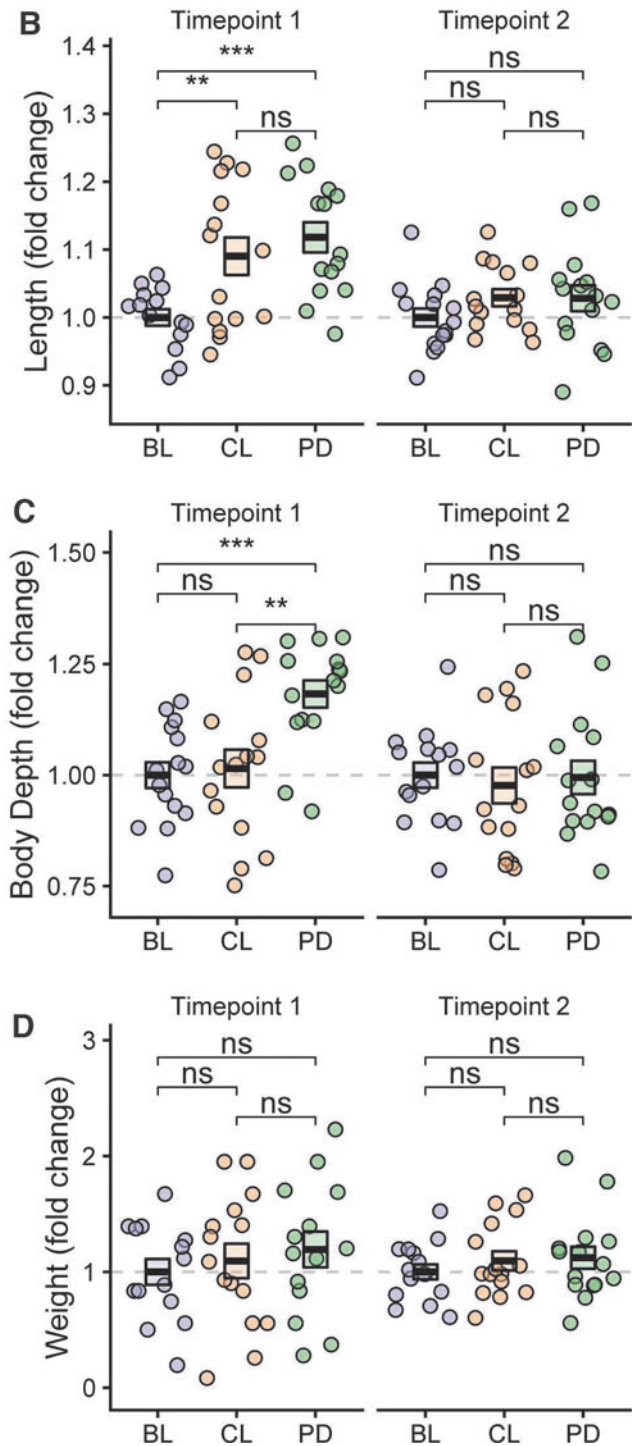 B
Timepoint 1 Timepoint 2
*** ns
** ns
ns ns
Length (fold change)
1.4
1.3
1.2
1.1
1.0
0.9
BL CL PD BL CL PD
C
Timepoint 1 Timepoint 2
*** ns
ns ns
** ns
Body Depth (fold change)
1.50
1.25
1.00
0.75
BL CL PD BL CL PD
D
Timepoint 1 Timepoint 2
ns ns
ns ns
ns ns
Weight (fold change)
3
2
1
0
BL CL PD BL CL PD